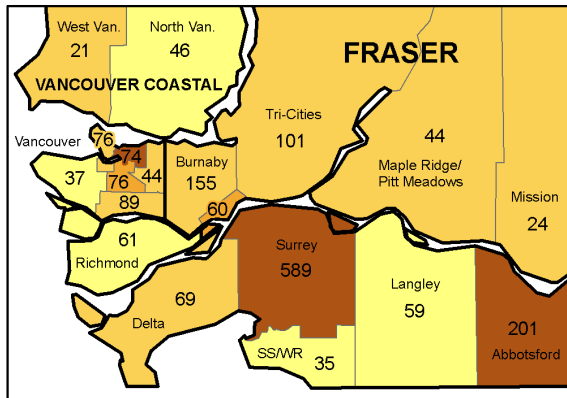 West Van.
21
North Van.
46
VANCOUVER COASTAL
FRASER
Tri-Cities
101
44
Maple Ridge/
Pitt Meadows
Mission
24
Vancouver
76
74
37
76
44
89
Burnaby
155
60
61
Richmond
Surrey
589
Langley
59
69
Delta
SS/WR
35
201
Abbotsford